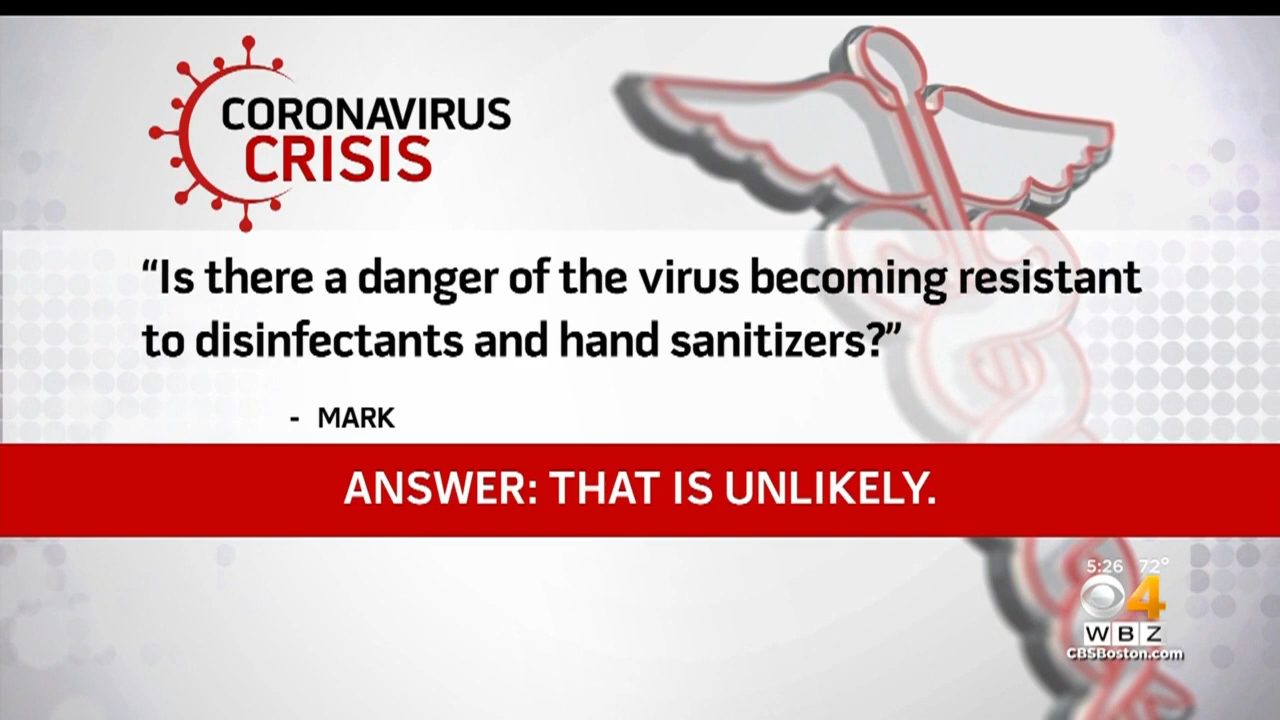 CORONAVIRUS
CRISIS
“Is there a danger of the virus becoming resistant
to disinfectants and hand sanitizers?”
- MARK
ANSWER: THAT IS UNLIKELY.
5:26 72°
4
WBZ
CBSBoston.com